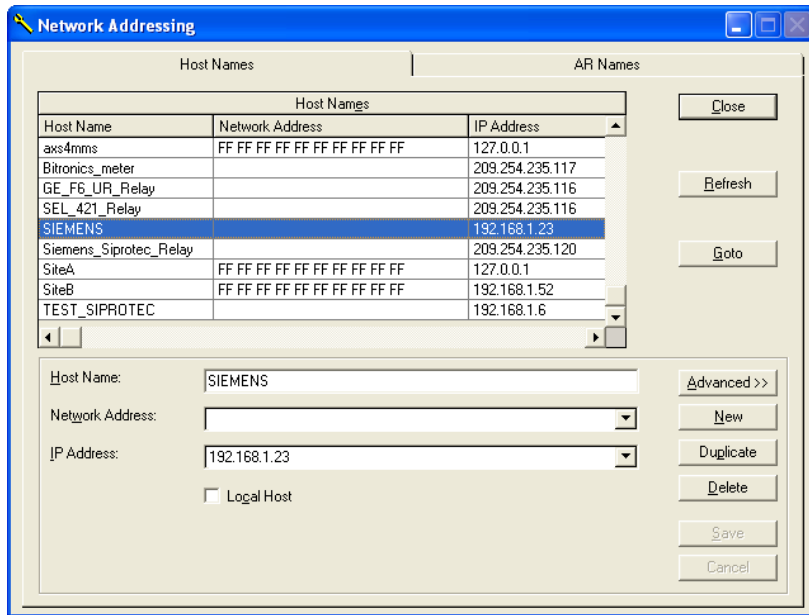 Network Addressing
Host Names AR Names
Host Names
Host Name Network Address IP Address
axs4mms FF FF FF FF FF FF FF FF FF FF 127.0.0.1
Bitronics_meter 209.254.235.117
GE_F6_UR_Relay 209.254.235.116
SEL_421_Relay 209.254.235.116
SIEMENS 192.168.1.23
Siemens_Siprotec_Relay 209.254.235.120
SiteA FF FF FF FF FF FF FF FF FF FF 127.0.0.1
SiteB FF FF FF FF FF FF FF FF FF FF 192.168.1.52
TEST_SIPROTEC 192.168.1.6
Close
Refresh
Goto
Host Name: SIEMENS
Network Address:
IP Address: 192.168.1.23
Local Host
Advanced >>
New
Duplicate
Delete
Save
Cancel